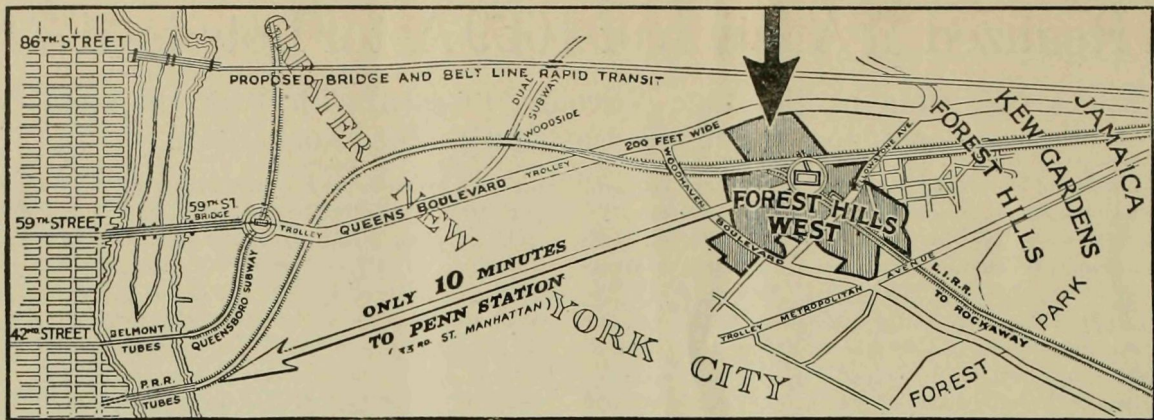 86TH. STREET
GREATER
NEW
YORK
CITY
PROPOSED BRIDGE AND BELT LINE RAPID TRANSIT
DUAL
SUBWAY
WOODSIDE
200 FEET WIDE
TROLLEY
QUEENS BOULEVARD
TROLLEY
59TH STREET
59TH ST.
BRIDGE
QUEENSBORO SUBWAY
42ND STREET
BELMONT
TUBES
P.R.R.
TUBES
ONLY 10 MINUTES
TO PENN STATION
(33RD. ST. MANHATTAN)
WOODHAVEN
BOULEVARD
FOREST HILLS
WEST
FOREST HILLS
KEW GARDENS
JAMAICA
TROLLEY METROPOLITAN AVENUE
L.I.R.R.
TO ROCKAWAY
FOREST
PARK